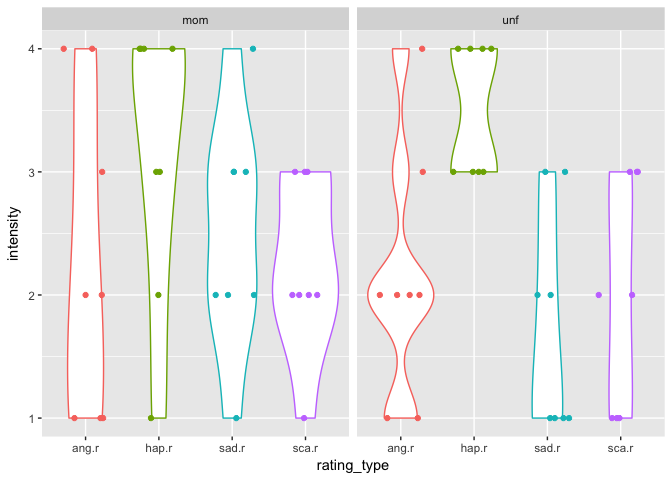 mom unf
intensity
4
3
2
1
ang.r hap.r sad.r sca.r ang.r hap.r sad.r sca.r
rating_type